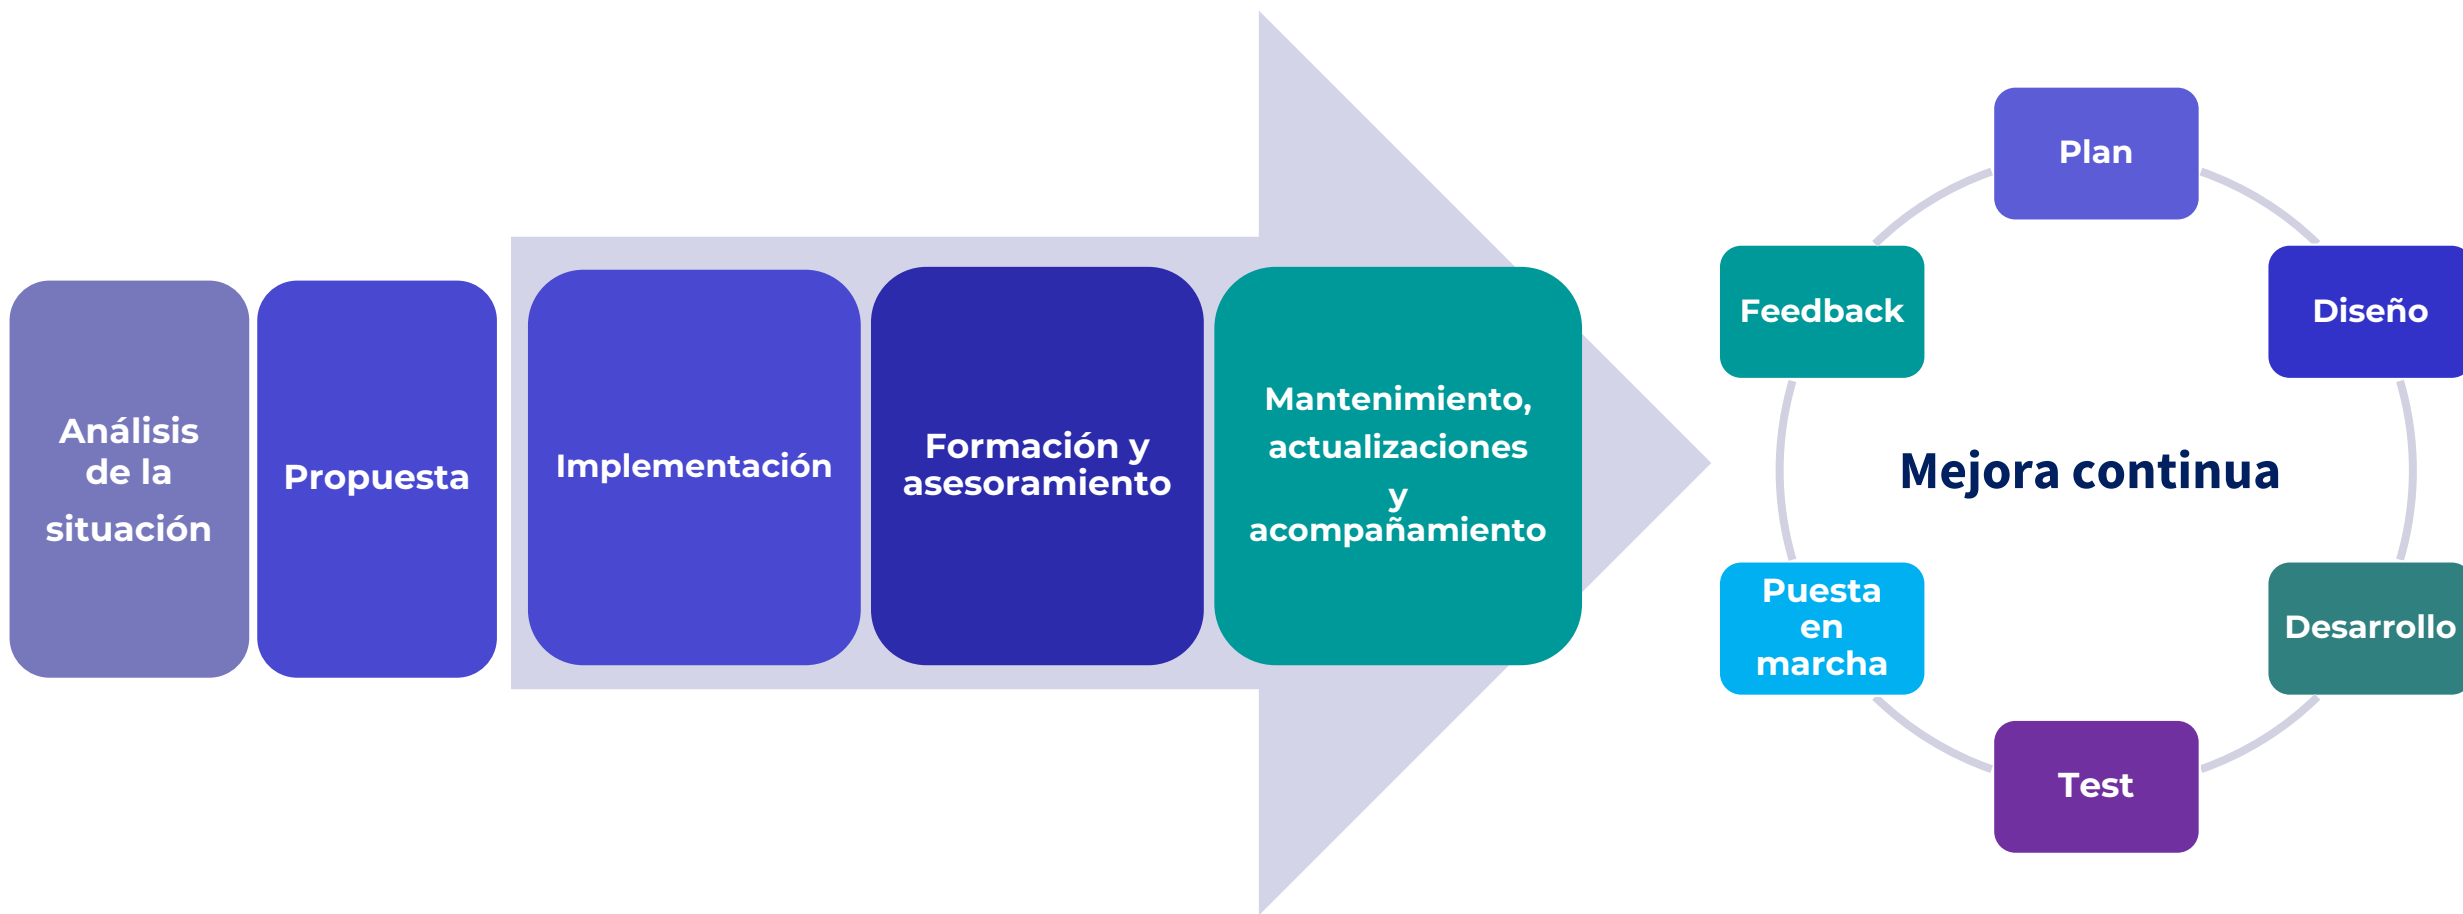 Análisis
de la
situación
Propuesta
Implementación
Formación y
asesoramiento
Mantenimiento,
actualizaciones
y
acompañamiento
Plan
Diseño
Desarrollo
Test
Puesta
en
marcha
Feedback
Mejora continua